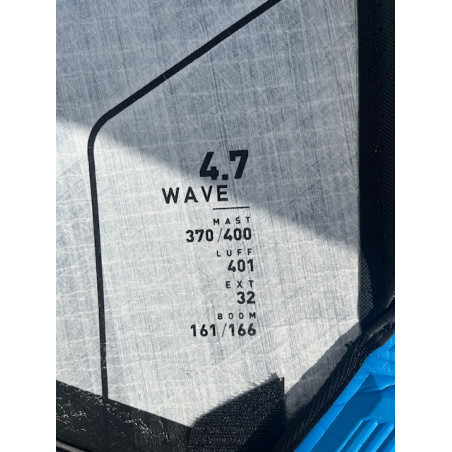 4.7
WAVE
MAST
370/400
LUFF
401
EXT
32
BOOM
161/166